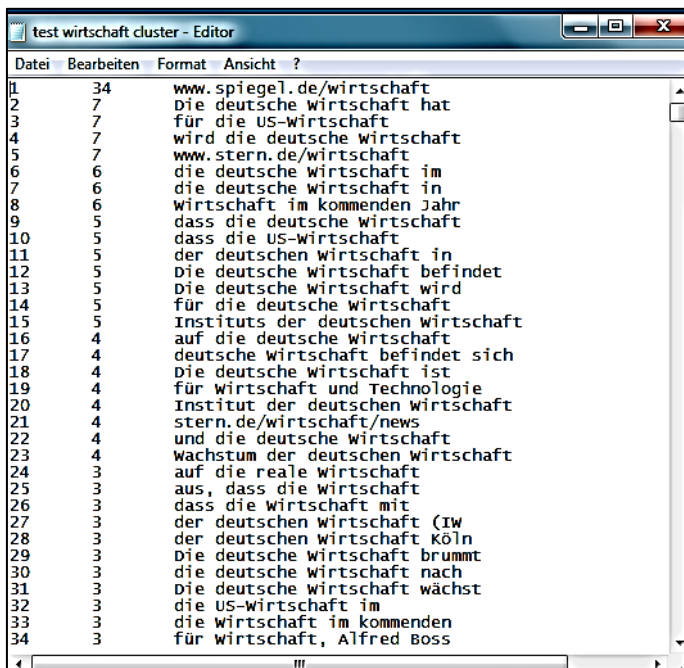 test wirtschaft cluster - Editor
Datei Bearbeiten Format Ansicht ?
1 34 www.spiegel.de/wirtschaft
2 7 Die deutsche Wirtschaft hat
3 7 für die US-Wirtschaft
4 7 wird die deutsche Wirtschaft
5 7 www.stern.de/wirtschaft
6 6 die deutsche Wirtschaft im
7 6 die deutsche Wirtschaft in
8 6 Wirtschaft im kommenden Jahr
9 5 dass die deutsche Wirtschaft
10 5 dass die US-Wirtschaft
11 5 der deutschen Wirtschaft in
12 5 Die deutsche Wirtschaft befindet
13 5 Die deutsche Wirtschaft wird
14 5 für die deutsche Wirtschaft
15 5 Instituts der deutschen Wirtschaft
16 4 auf die deutsche Wirtschaft
17 4 deutsche Wirtschaft befindet sich
18 4 Die deutsche Wirtschaft ist
19 4 für Wirtschaft und Technologie
20 4 Institut der deutschen Wirtschaft
21 4 stern.de/wirtschaft/news
22 4 und die deutsche Wirtschaft
23 4 Wachstum der deutschen Wirtschaft
24 3 auf die reale Wirtschaft
25 3 aus, dass die Wirtschaft
26 3 dass die Wirtschaft mit
27 3 der deutschen Wirtschaft (IW
28 3 der deutschen Wirtschaft Köln
29 3 Die deutsche Wirtschaft brummt
30 3 die deutsche Wirtschaft nach
31 3 Die deutsche Wirtschaft wächst
32 3 die US-Wirtschaft im
33 3 die Wirtschaft im kommenden
34 3 für Wirtschaft, Alfred Boss